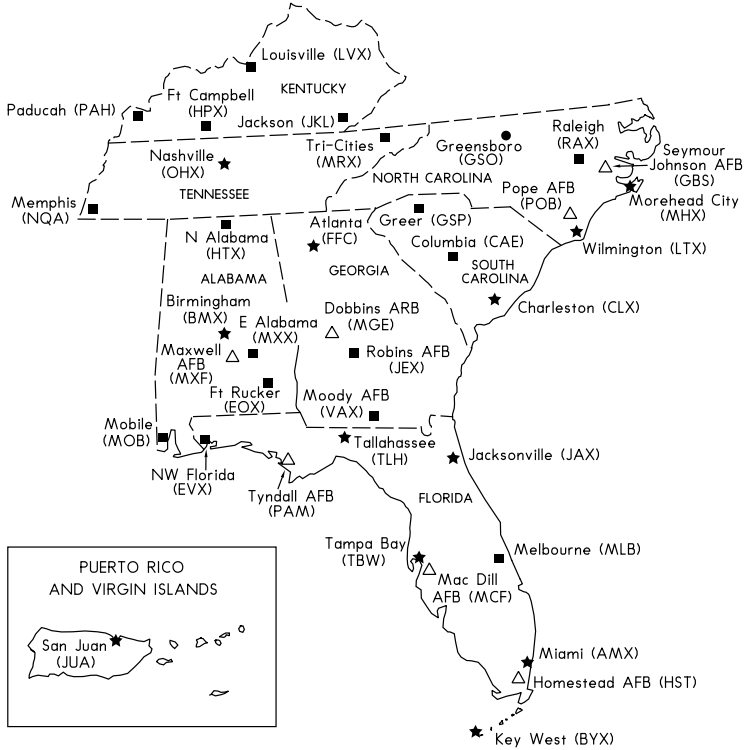 Louisville (LVX)
KENTUCKY
Ft Campbell
(HPX)
Paducah (PAH)
Jackson (JKL)
Tri-Cities
(MRX)
Nashville
(OHX)
TENNESSEE
Memphis
(NQA)
Greensboro
(GSO)
Raleigh
(RAX)
Seymour
Johnson AFB
(GBS)
NORTH CAROLINA
Pope AFB
(POB)
Morehead City
(MHX)
Wilmington (LTX)
N Alabama
(HTX)
Atlanta
(FFC)
Greer (GSP)
Columbia (CAE)
SOUTH
CAROLINA
Charleston (CLX)
ALABAMA
GEORGIA
Birmingham
(BMX)
E Alabama
(MXX)
Dobbins ARB
(MGE)
Maxwell
AFB
(MXF)
Robins AFB
(JEX)
Ft Rucker
(EOX)
Moody AFB
(VAX)
Mobile
(MOB)
NW Florida
(EVX)
Tallahassee
(TLH)
Jacksonville (JAX)
Tyndall AFB
(PAM)
FLORIDA
Tampa Bay
(TBW)
Melbourne (MLB)
Mac Dill
AFB (MCF)
Miami (AMX)
Homestead AFB (HST)
Key West (BYX)
PUERTO RICO
AND VIRGIN ISLANDS
San Juan
(JUA)